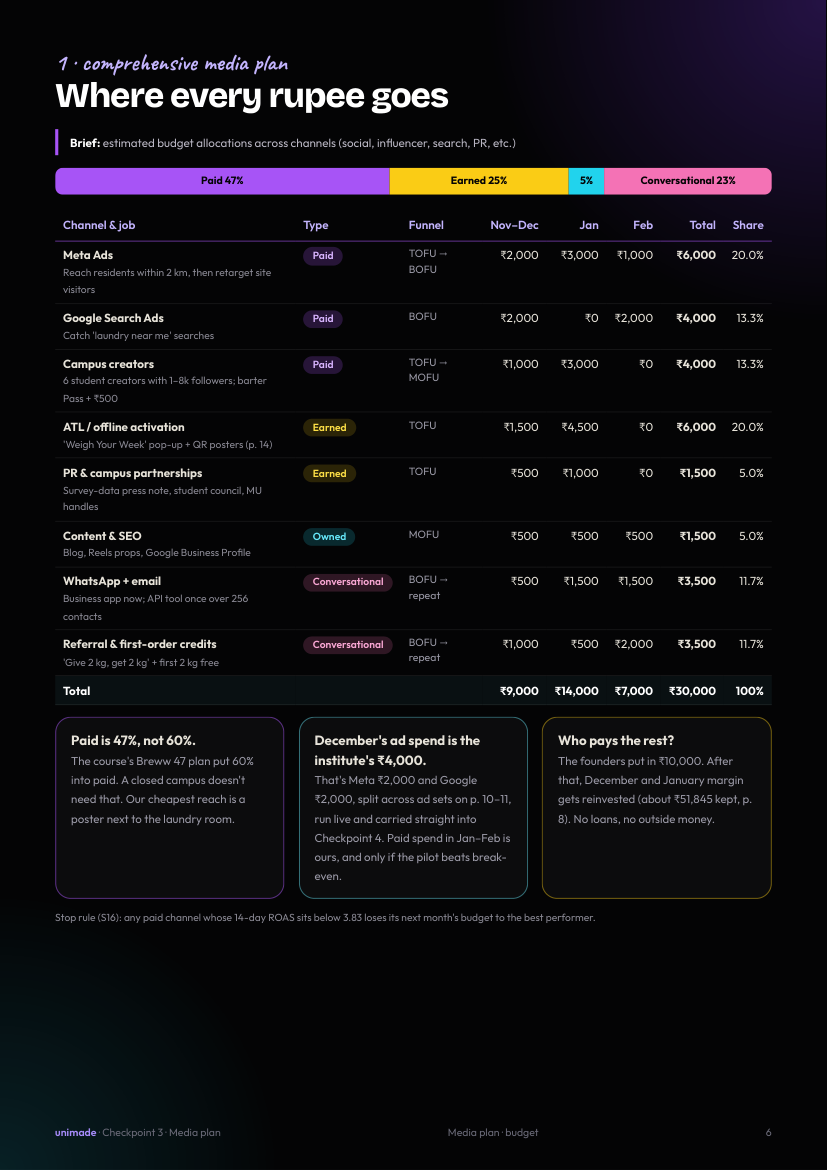 1 · comprehensive media plan
Where every rupee goes
Brief: estimated budget allocations across channels (social, influencer, search, PR, etc.)
Paid 47% Earned 25% 5% Conversational 23%
Channel & job Type Funnel Nov–Dec Jan Feb Total Share
Meta Ads Paid TOFU → ₹2,000 ₹3,000 ₹1,000 ₹6,000 20.0%
Reach residents within 2 km, then retarget site BOFU
visitors
Google Search Ads Paid BOFU ₹2,000 ₹0 ₹2,000 ₹4,000 13.3%
Catch 'laundry near me' searches
Campus creators Paid TOFU → ₹1,000 ₹3,000 ₹0 ₹4,000 13.3%
6 student creators with 1–8k followers; barter MOFU
Pass + ₹500
ATL / offline activation Earned TOFU ₹1,500 ₹4,500 ₹0 ₹6,000 20.0%
'Weigh Your Week' pop-up + QR posters (p. 14)
PR & campus partnerships Earned TOFU ₹500 ₹1,000 ₹0 ₹1,500 5.0%
Survey-data press note, student council, MU
handles
Content & SEO Owned MOFU ₹500 ₹500 ₹500 ₹1,500 5.0%
Blog, Reels props, Google Business Profile
WhatsApp + email Conversational BOFU → ₹500 ₹1,500 ₹1,500 ₹3,500 11.7%
Business app now; API tool once over 256 repeat
contacts
Referral & first-order credits Conversational BOFU → ₹1,000 ₹500 ₹2,000 ₹3,500 11.7%
'Give 2 kg, get 2 kg' + first 2 kg free repeat
Total ₹9,000 ₹14,000 ₹7,000 ₹30,000 100%
Paid is 47%, not 60%.
The course's Breww 47 plan put 60%
into paid. A closed campus doesn't
need that. Our cheapest reach is a
poster next to the laundry room.
December's ad spend is the
institute's ₹4,000.
That's Meta ₹2,000 and Google
₹2,000, split across ad sets on p. 10–11,
run live and carried straight into
Checkpoint 4. Paid spend in Jan–Feb is
ours, and only if the pilot beats break-
even.
Who pays the rest?
The founders put in ₹10,000. After
that, December and January margin
gets reinvested (about ₹51,845 kept, p.
8). No loans, no outside money.
Stop rule (S16): any paid channel whose 14-day ROAS sits below 3.83 loses its next month's budget to the best performer.
unimade · Checkpoint 3 · Media plan Media plan · budget 6